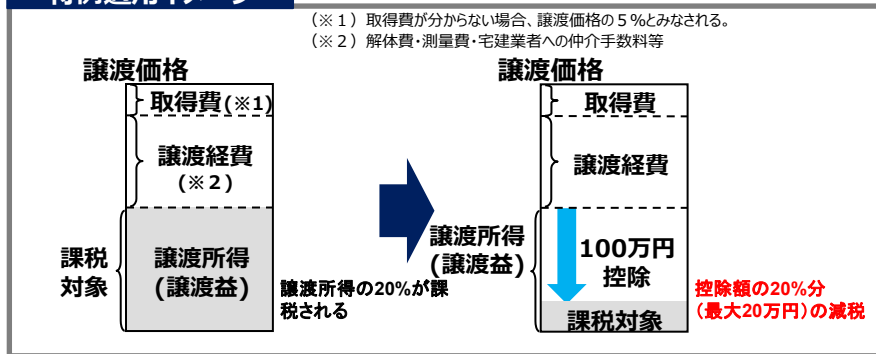 (※１) 取得費が分からない場合、譲渡価格の５%とみなされる。
(※２) 解体費・測量費・宅建業者への仲介手数料等
譲渡価格
取得費(※1)
譲渡経費
(※２)
課税
対象
譲渡所得
(譲渡益)
譲渡所得の20%が課
税される
譲渡価格
取得費
譲渡経費
譲渡所得
(譲渡益)
100万円
控除
課税対象
控除額の20%分
（最大20万円）の減税